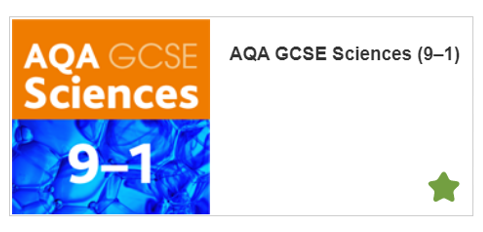 AQA GCSE
Sciences
9–1
AQA GCSE Sciences (9–1)